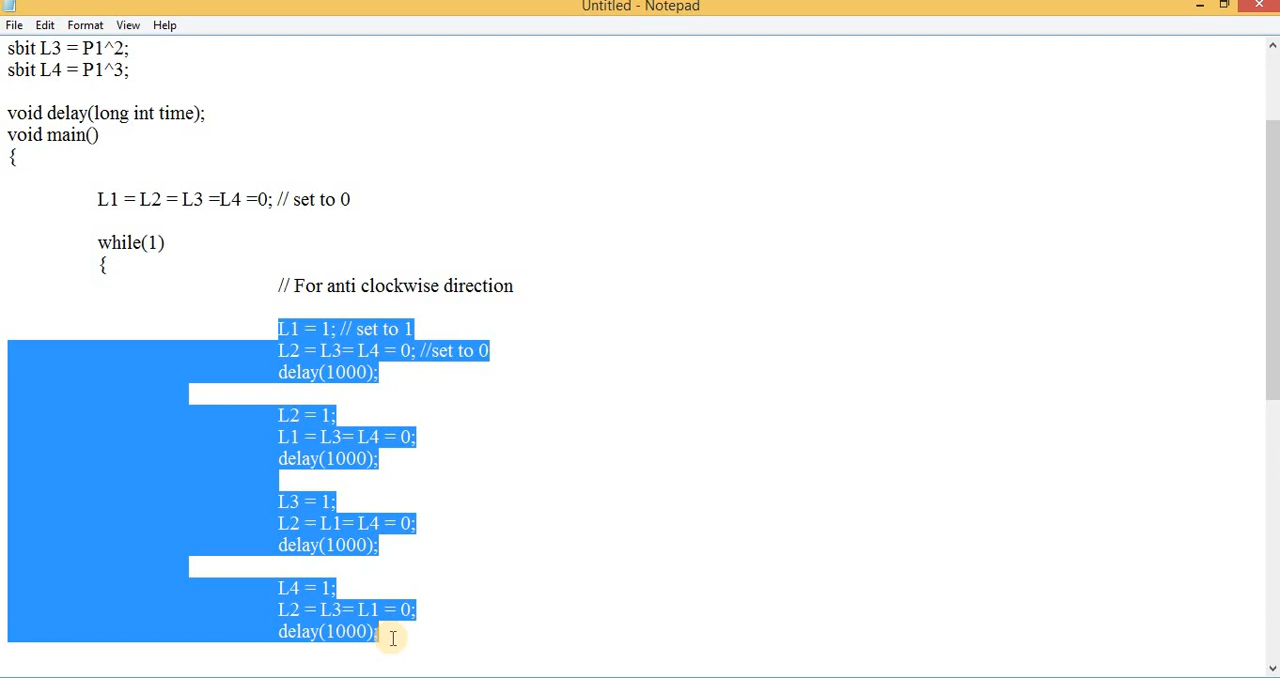 Untitled - Notepad
File Edit Format View Help
sbit L3 = P1^2;
sbit L4 = P1^3;
void delay(long int time);
void main()
{
L1 = L2 = L3 =L4 =0; // set to 0
while(1)
{
// For anti clockwise direction
L1 = 1; // set to 1
L2 = L3= L4 = 0; //set to 0
delay(1000);
L2 = 1;
L1 = L3= L4 = 0;
delay(1000);
L3 = 1;
L2 = L1= L4 = 0;
delay(1000);
L4 = 1;
L2 = L3= L1 = 0;
delay(1000);